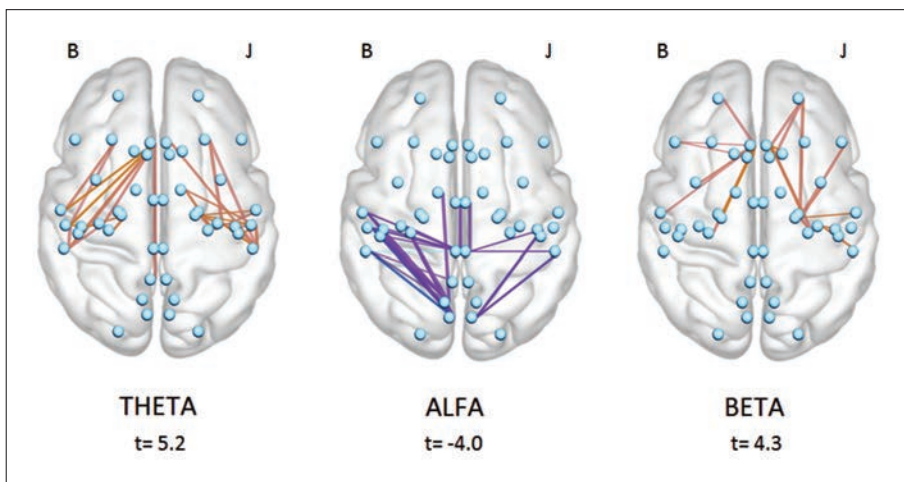 B J B J B J
THETA ALFA BETA
t= 5.2 t= -4.0 t= 4.3